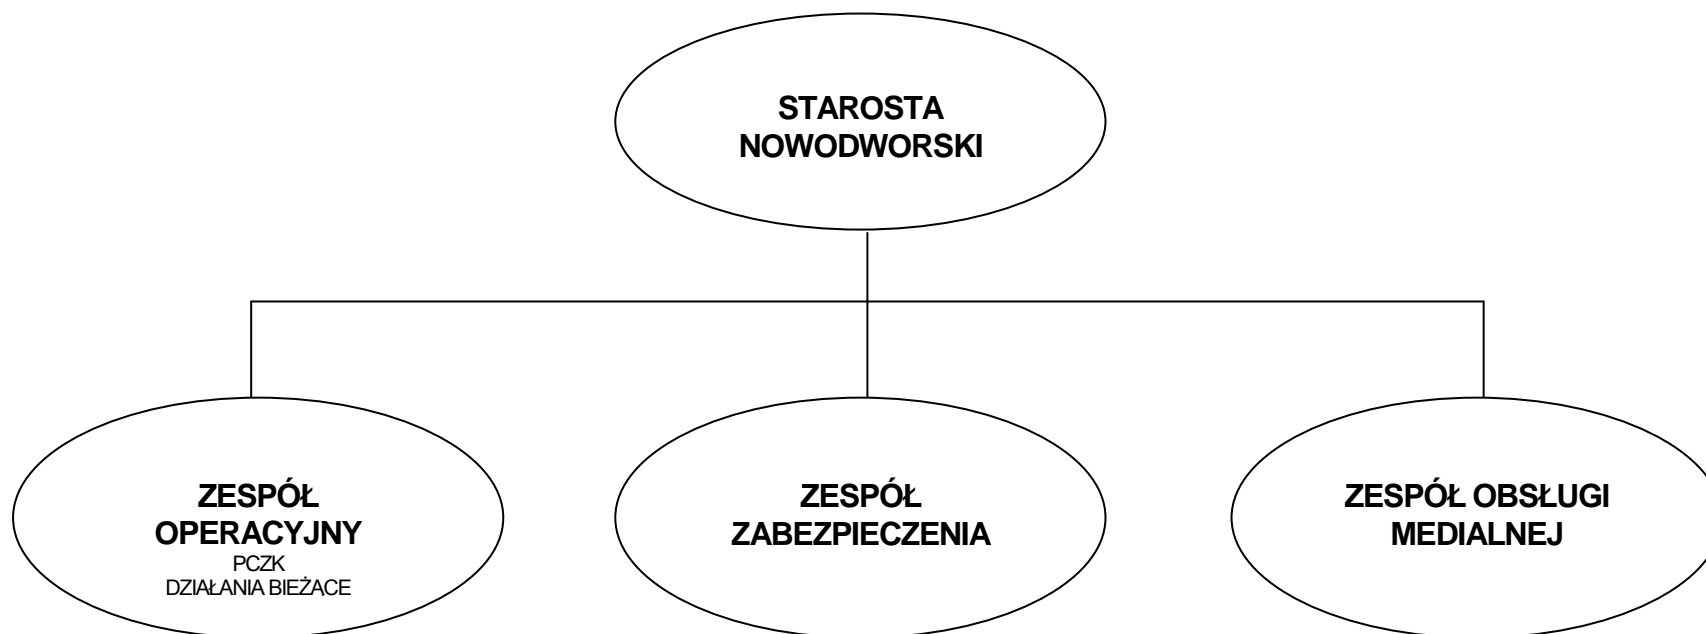 STAROSTA
NOWODWORSKI
ZESPÓŁ
OPERACYJNY
PCZK
DZIAŁANIA BIEŻĄCE
ZESPÓŁ
ZABEZPIECZENIA
ZESPÓŁ OBSŁUGI
MEDIALNEJ